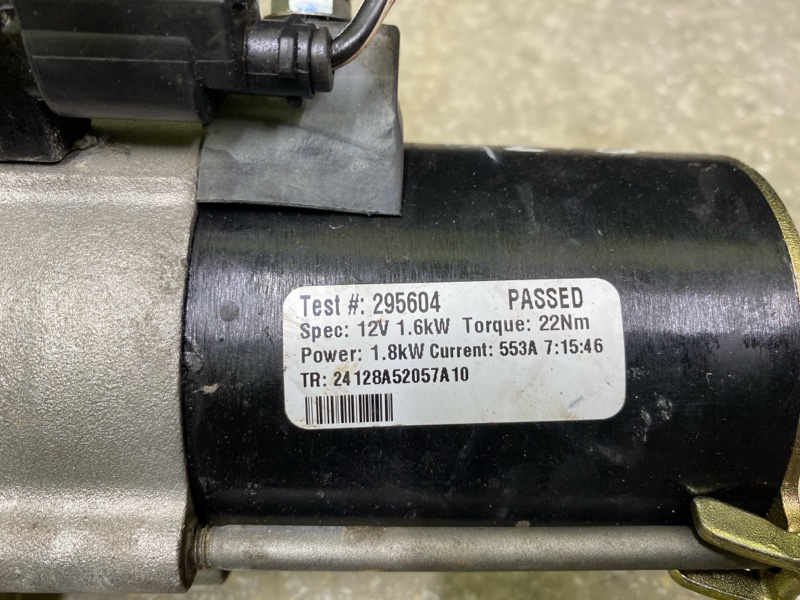 Test #: 295604 PASSED
Spec: 12V 1.6kW Torque: 22Nm
Power: 1.8kW Current: 553A 7:15:46
TR: 24128A52057A10